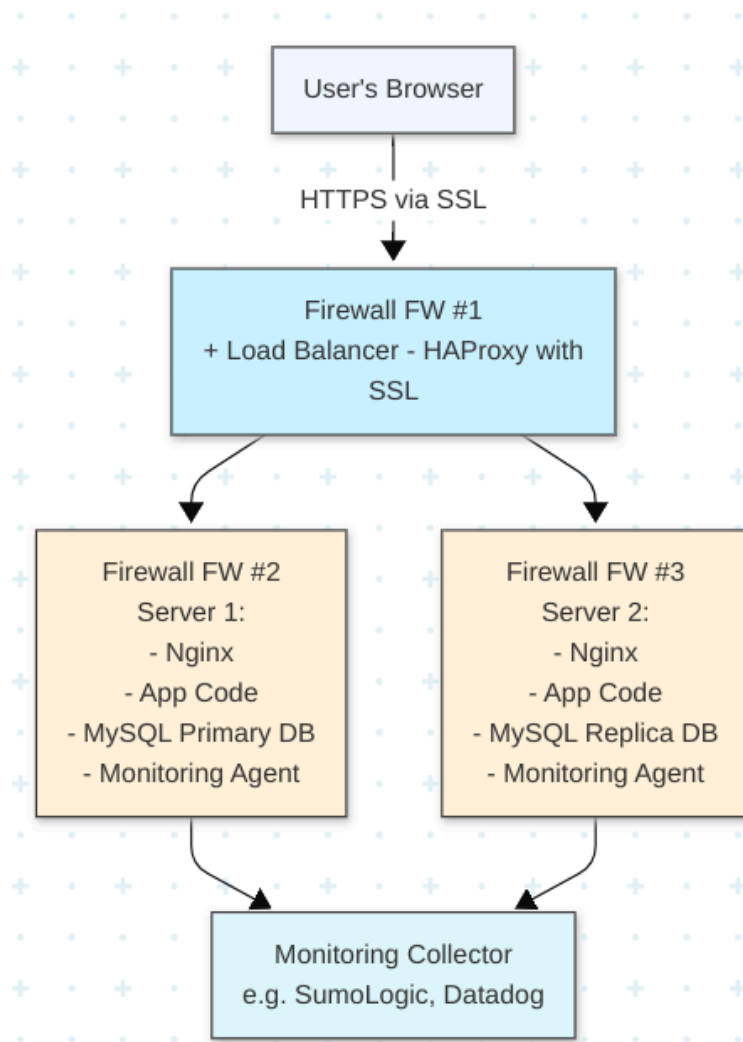 User's Browser
HTTPS via SSL
Firewall FW #1
+ Load Balancer - HAProxy with
SSL
Firewall FW #2
Server 1:
- Nginx
- App Code
- MySQL Primary DB
- Monitoring Agent
Firewall FW #3
Server 2:
- Nginx
- App Code
- MySQL Replica DB
- Monitoring Agent
Monitoring Collector
e.g. SumoLogic, Datadog